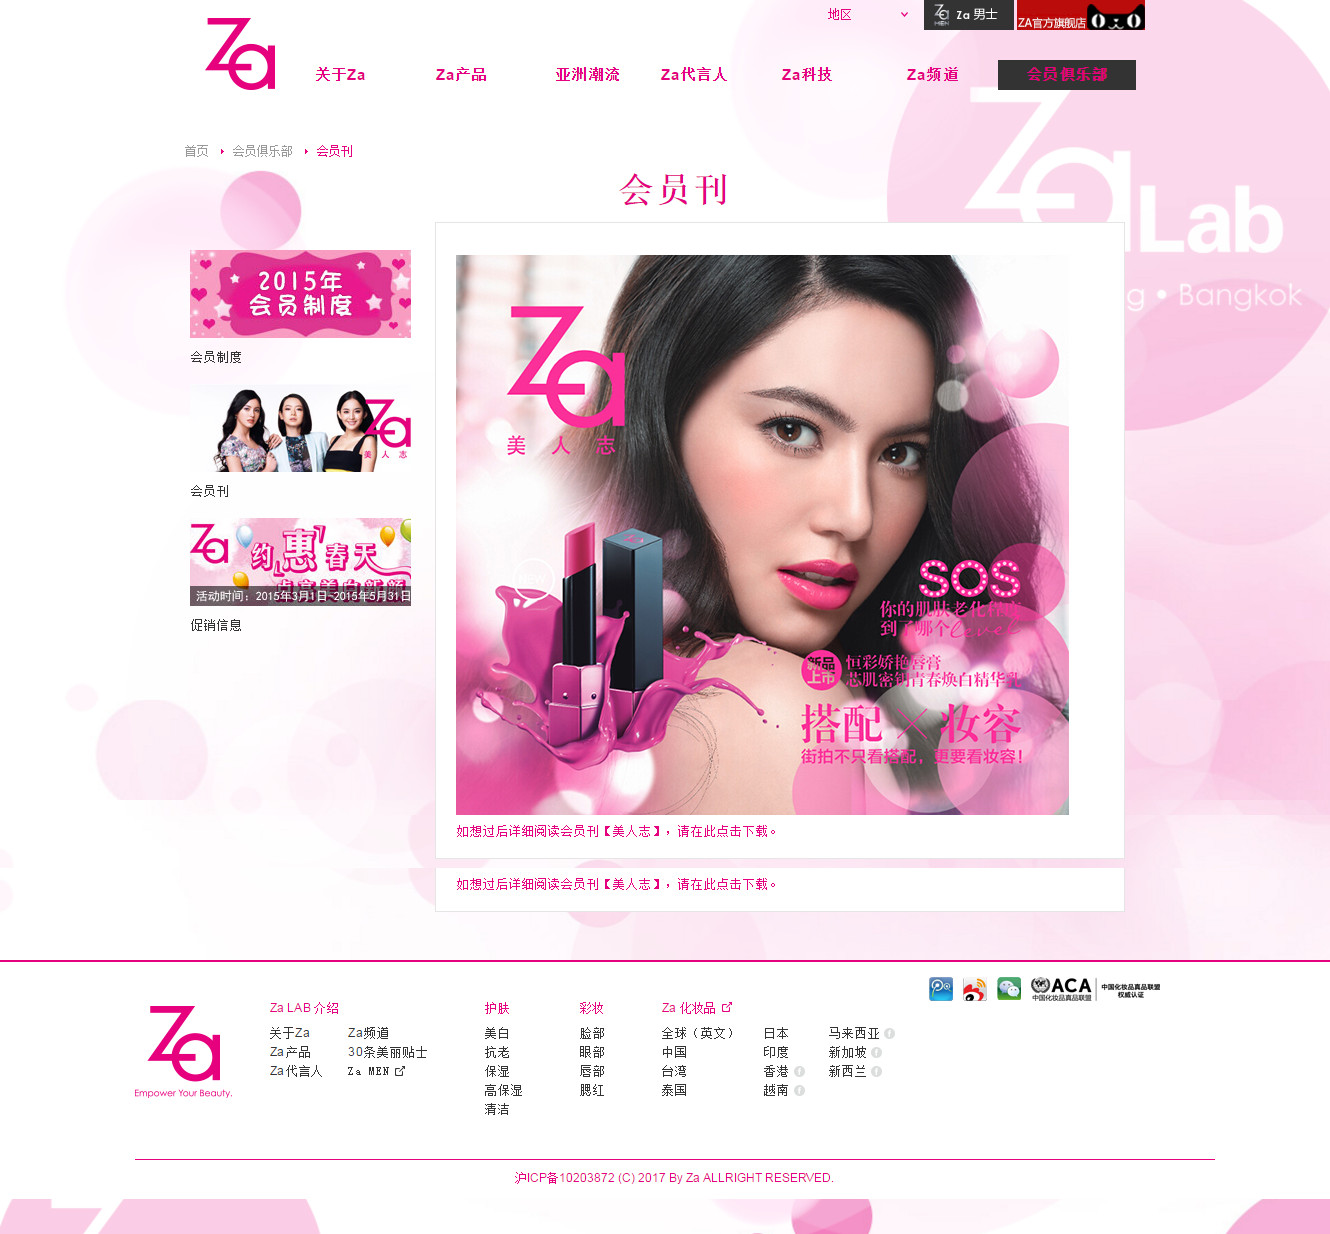 Za
地区
Za 男士
ZA官方旗舰店
关于Za
Za产品
亚洲潮流
Za代言人
Za科技
Za频道
会员俱乐部
首页
会员俱乐部
会员刊
会员刊
Za Lab
g • Bangkok
2015年
会员制度
会员制度
Za
美人志
会员刊
Za
约惠春天
活动时间：2015年3月1日~2015年5月31日
促销信息
Za
美人志
SOS
你的肌肤老化程度
到了哪个level
新品
上市
恒彩娇艳唇膏
芯肌密钥青春焕白精华乳
搭配 × 妆容
街拍不只看搭配，更要看妆容！
如想过后详细阅读会员刊【美人志】，请在此点击下载。
如想过后详细阅读会员刊【美人志】，请在此点击下载。
ACA
中国化妆品真品联盟
中国化妆品真品联盟
权威认证
Za
Empower Your Beauty.
Za LAB 介绍
关于Za
Za频道
Za产品
30条美丽贴士
Za代言人
Za MEN
护肤
美白
抗老
保湿
高保湿
清洁
彩妆
脸部
眼部
唇部
腮红
Za 化妆品
全球（英文）
日本
马来西亚
中国
印度
新加坡
台湾
香港
新西兰
泰国
越南
沪ICP备10203872 (C) 2017 By Za ALLRIGHT RESERVED.